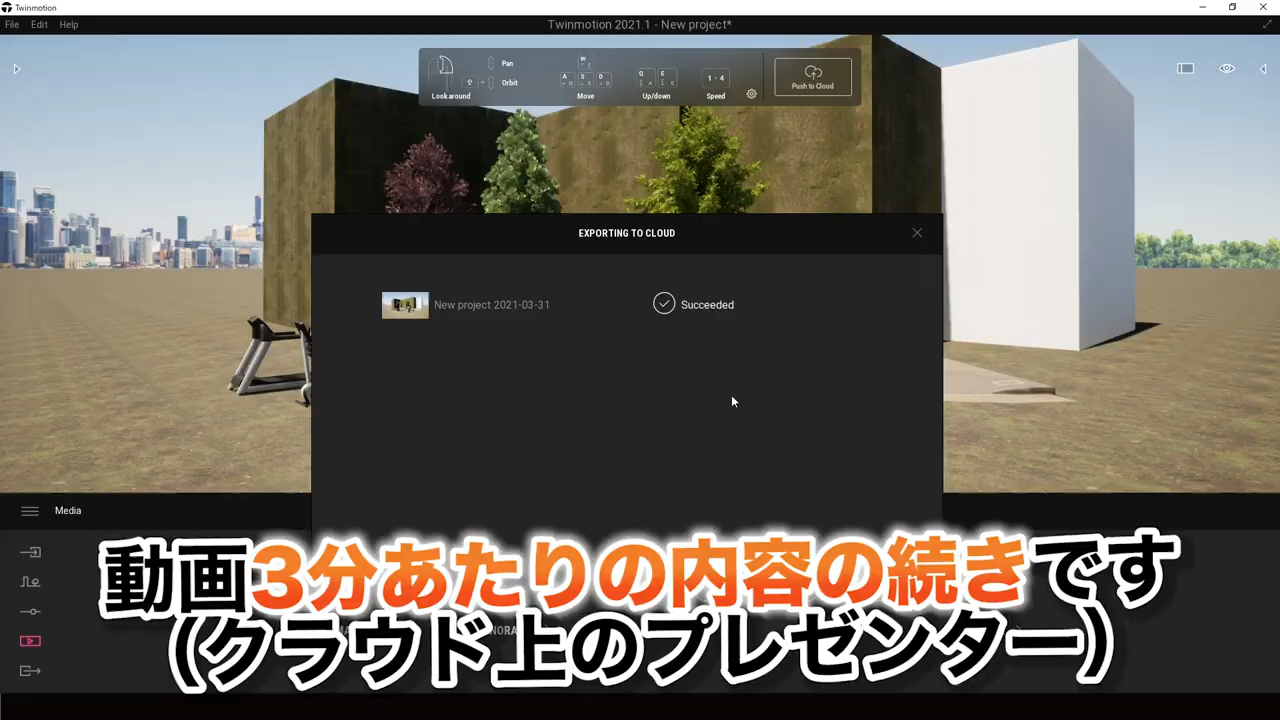 Twinmotion
File Edit Help
Twinmotion 2021.1 - New project*
Pan
Orbit
Look around
W
A S D
Move
Q E
Up/down
1 - 4
Speed
Push to Cloud
EXPORTING TO CLOUD
New project 2021-03-31
Succeeded
Media
動画3分あたりの内容の続きです
(クラウド上のプレゼンター)